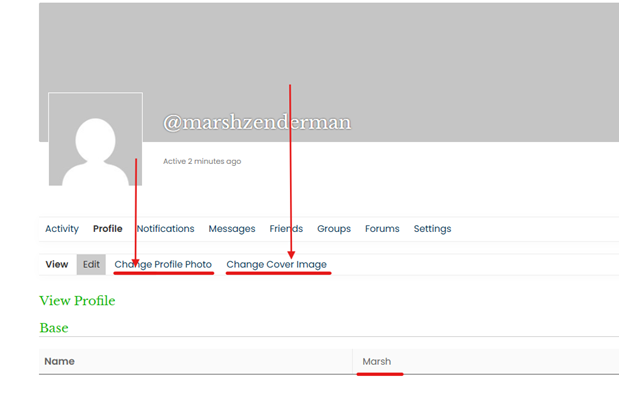 @marshzenderman
Active 2 minutes ago
Activity Profile Notifications Messages Friends Groups Forums Settings
View Edit Change Profile Photo Change Cover Image
View Profile
Base
Name Marsh